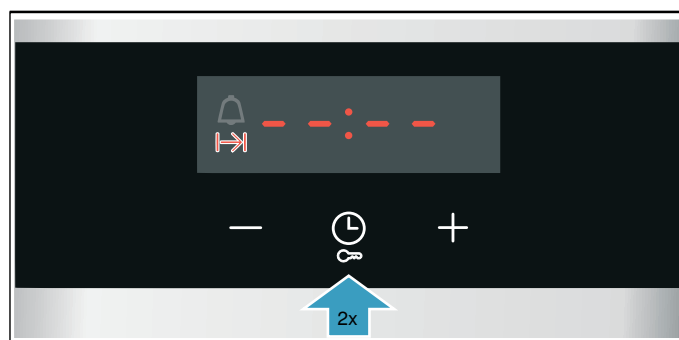 – –:– –
– +
2x